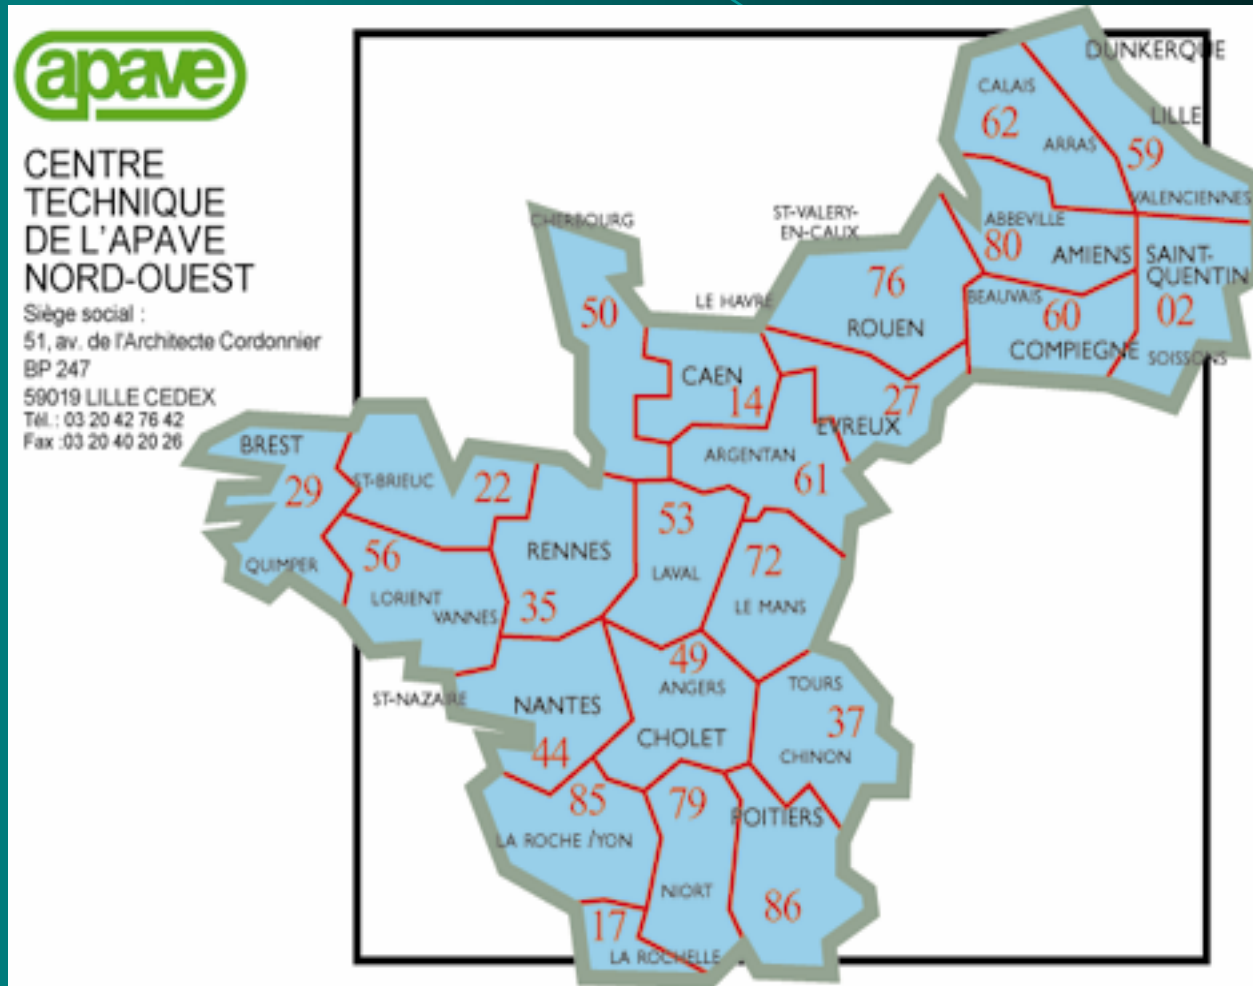 apave
CENTRE
TECHNIQUE
DE L'APAVE
NORD-OUEST
Siège social :
51, av. de l'Architecte Cordonnier
BP 247
59019 LILLE CEDEX
Tél. : 03 20 42 76 42
Fax :03 20 40 20 26
DUNKERQUE
CALAIS
62
LILLE
ARRAS
59
VALENCIENNES
CHERBOURG
ST-VALERY-
EN-CAUX
ABBEVILLE
80
AMIENS
SAINT-
QUENTIN
76
LE HAVRE
50
BEAUVAIS
60
02
ROUEN
COMPIEGNE
SOISSONS
CAEN
14
27
EVREUX
BREST
ARGENTAN
61
ST-BRIEUC
22
29
53
RENNES
56
72
QUIMPER
LAVAL
LORIENT
VANNES
35
LE MANS
49
ST-NAZAIRE
ANGERS
TOURS
NANTES
37
CHOLET
44
CHINON
85
79
POITIERS
LA ROCHE /YON
NIORT
86
17
LA ROCHELLE